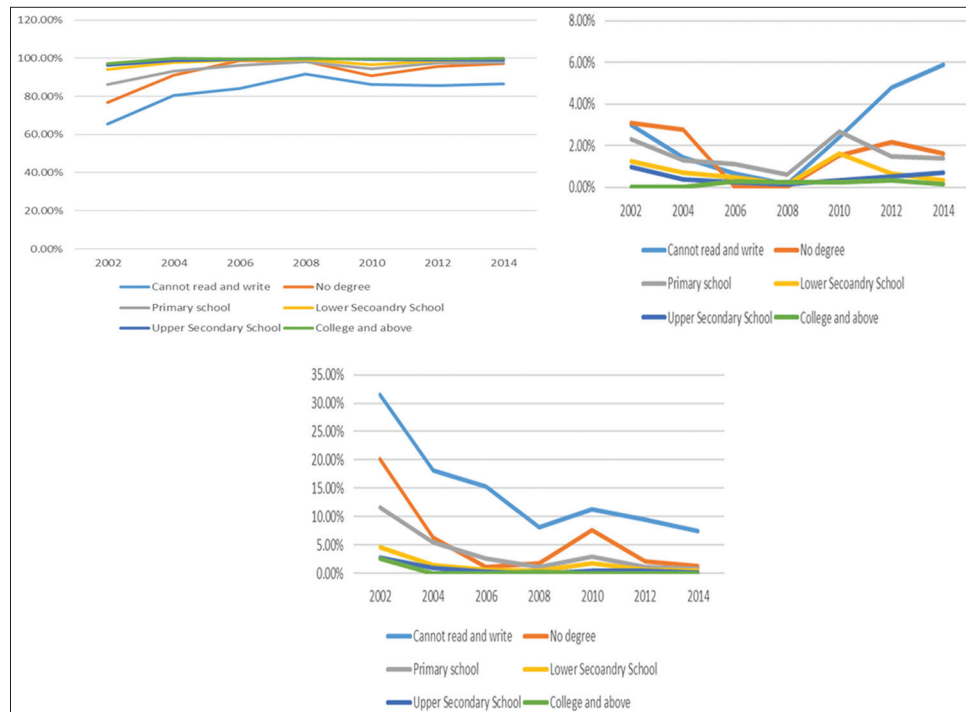 120.00%
100.00%
80.00%
60.00%
40.00%
20.00%
0.00%
2002 2004 2006 2008 2010 2012 2014
Cannot read and write No degree
Primary school Lower Secoandry School
Upper Secondary School College and above
8.00%
6.00%
4.00%
2.00%
0.00%
2002 2004 2006 2008 2010 2012 2014
Cannot read and write No degree
Primary school Lower Secoandry School
Upper Secondary School College and above
35.00%
30.00%
25.00%
20.00%
15.00%
10.00%
5.00%
0.00%
2002 2004 2006 2008 2010 2012 2014
Cannot read and write No degree
Primary school Lower Secoandry School
Upper Secondary School College and above